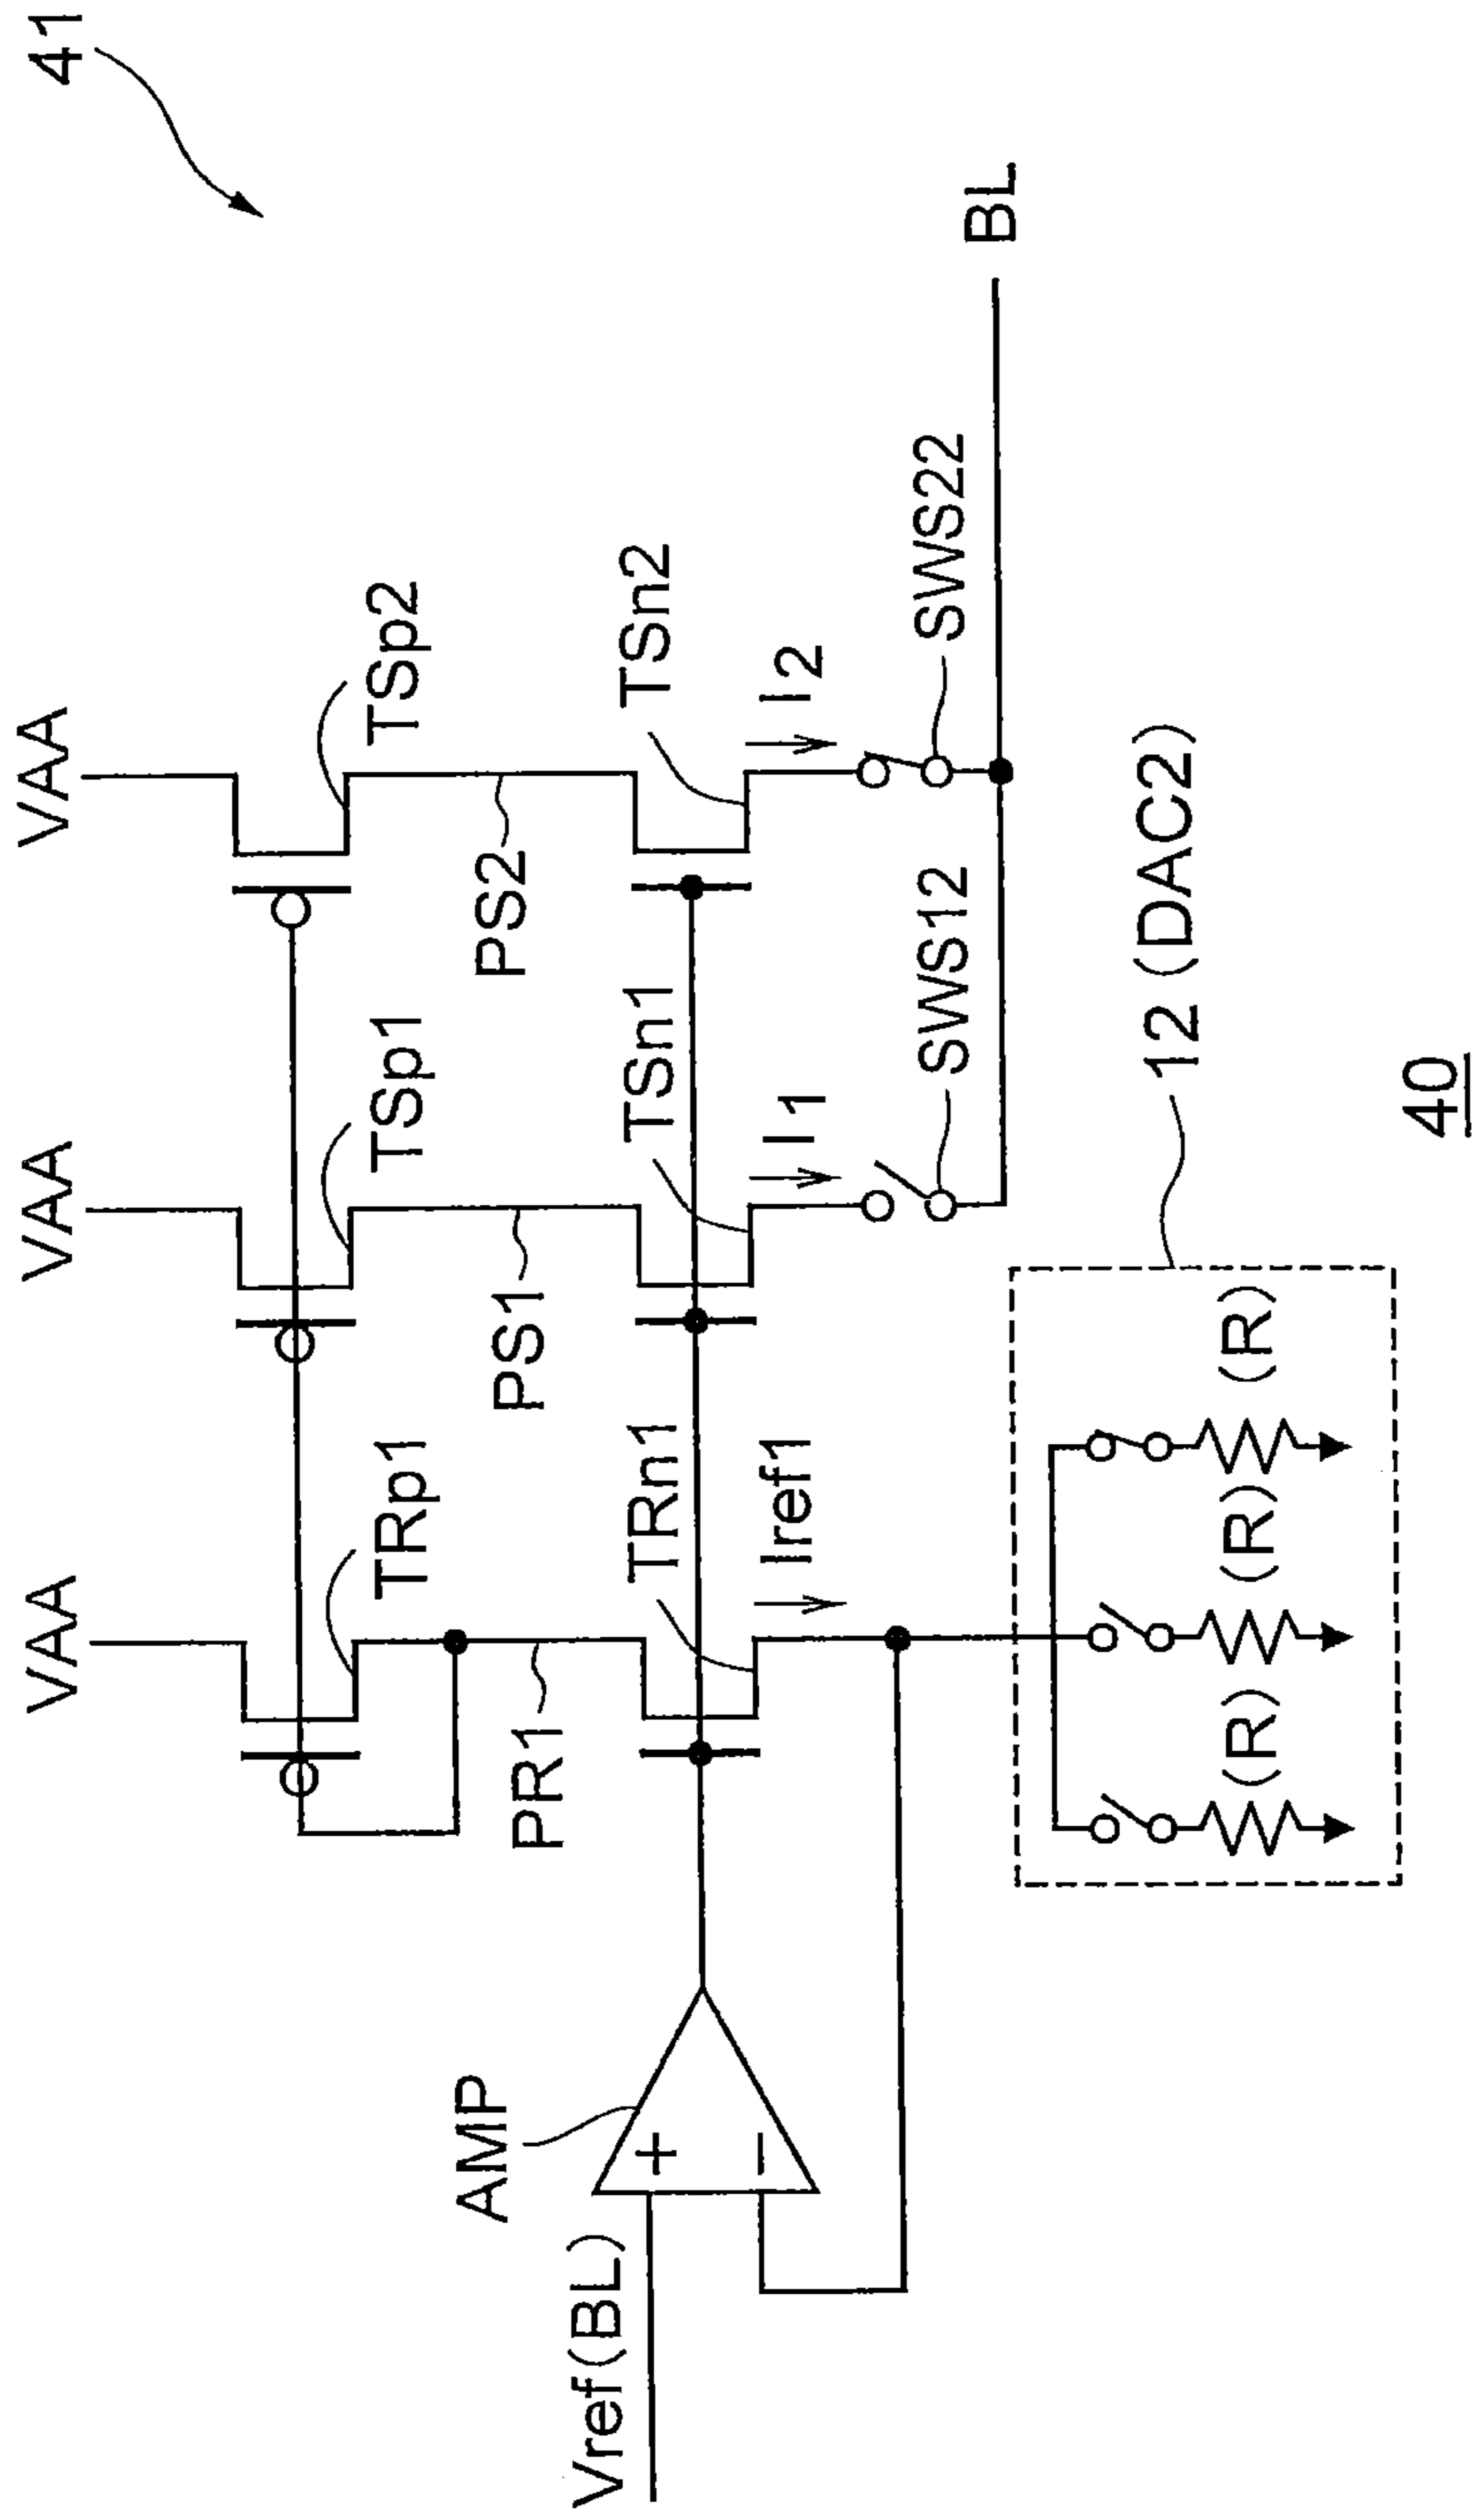 41
VAA
VAA
VAA
TRp1
TSp1
TSp2
PR1
PS1
PS2
AMP
Vref(BL)
+
−
TRn1
TSn1
TSn2
Iref1
I1
I2
SWS12
SWS22
BL
(R)
(R)
(R)
12(DAC2)
40